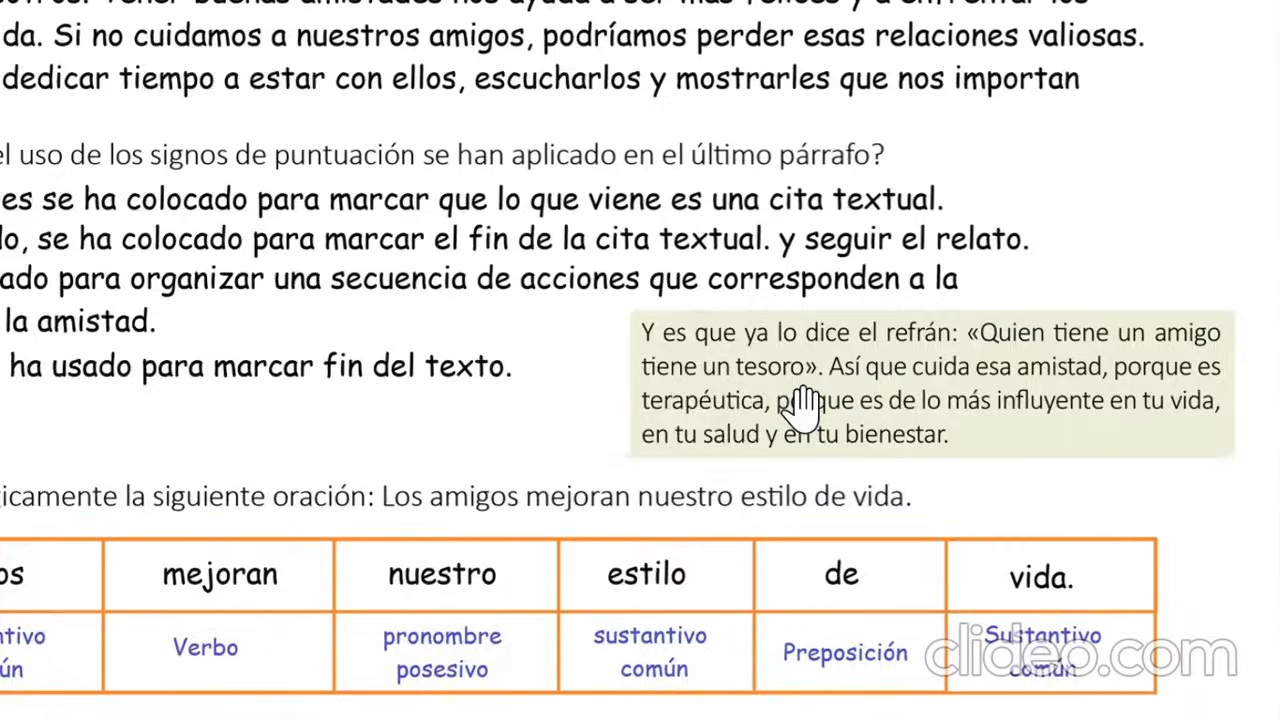 da. Si no cuidamos a nuestros amigos, podríamos perder esas relaciones valiosas.
dedicar tiempo a estar con ellos, escucharlos y mostrarles que nos importan
el uso de los signos de puntuación se han aplicado en el último párrafo?
es se ha colocado para marcar que lo que viene es una cita textual.
lo, se ha colocado para marcar el fin de la cita textual. y seguir el relato.
ado para organizar una secuencia de acciones que corresponden a la
la amistad.
ha usado para marcar fin del texto.
Y es que ya lo dice el refrán: «Quien tiene un amigo
tiene un tesoro». Así que cuida esa amistad, porque es
terapéutica, porque es de lo más influyente en tu vida,
en tu salud y en tu bienestar.
gicamente la siguiente oración: Los amigos mejoran nuestro estilo de vida.
os mejoran nuestro estilo de vida.
ntivo
ún
Verbo
pronombre
posesivo
sustantivo
común
Preposición
Sustantivo
común
clideo.com